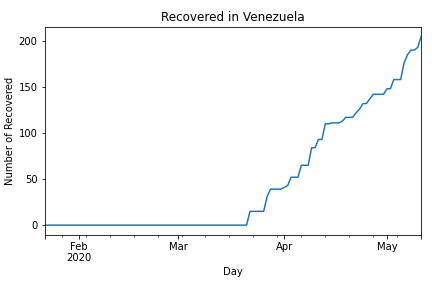 Recovered in Venezuela
Number of Recovered
200
150
100
50
0
Feb
2020
Mar
Apr
May
Day